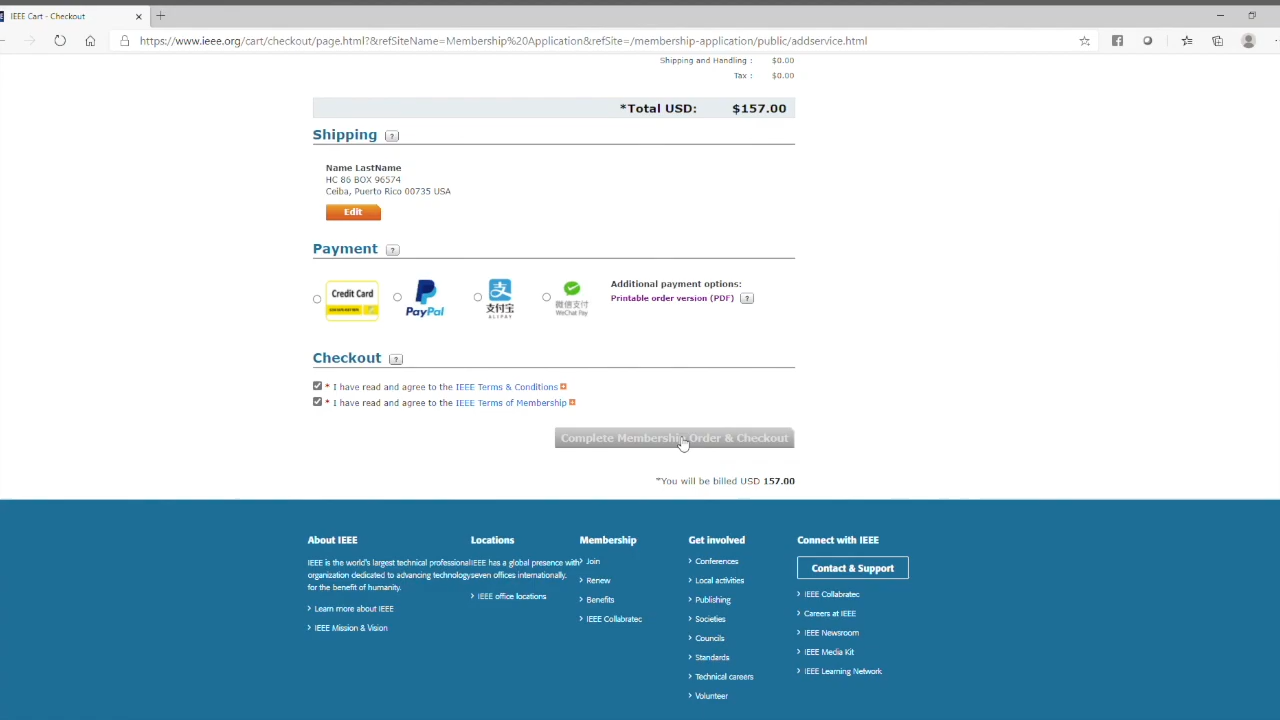 IEEE Cart - Checkout
https://www.ieee.org/cart/checkout/page.html?&refSiteName=Membership%20Application&refSite=/membership-application/public/addservice.html
Shipping and Handling : $0.00
Tax : $0.00
*Total USD: $157.00
Shipping ?
Name LastName
HC 86 BOX 96574
Ceiba, Puerto Rico 00735 USA
Edit
Payment ?
Credit Card
PayPal
支付宝
ALIPAY
微信支付
WeChat Pay
Additional payment options:
Printable order version (PDF) ?
Checkout ?
* I have read and agree to the IEEE Terms & Conditions
* I have read and agree to the IEEE Terms of Membership
Complete Membership Order & Checkout
*You will be billed USD 157.00
About IEEE
IEEE is the world's largest technical professional
organization dedicated to advancing technology
for the benefit of humanity.
Learn more about IEEE
IEEE Mission & Vision
Locations
IEEE has a global presence with
seven offices internationally.
IEEE office locations
Membership
Join
Renew
Benefits
IEEE Collabratec
Get involved
Conferences
Local activities
Publishing
Societies
Councils
Standards
Technical careers
Volunteer
Connect with IEEE
Contact & Support
IEEE Collabratec
Careers at IEEE
IEEE Newsroom
IEEE Media Kit
IEEE Learning Network